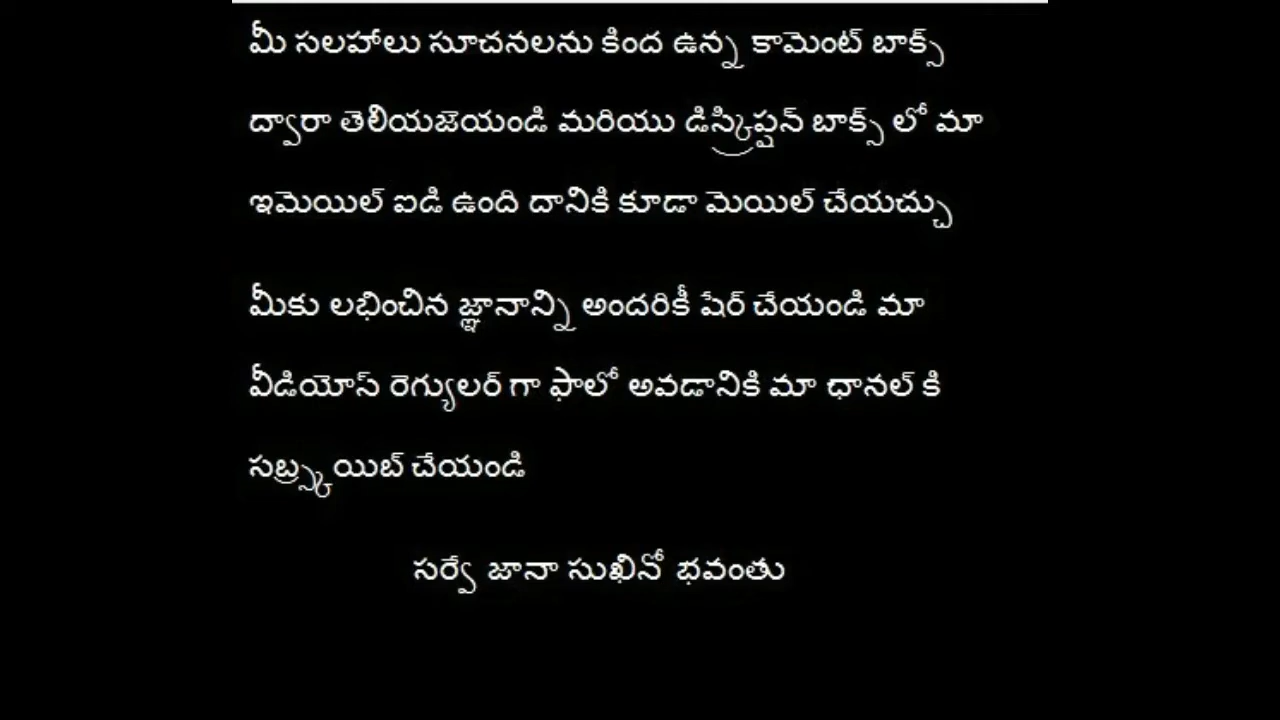 మీ సలహాలు సూచనలను కింద ఉన్న కామెంట్ బాక్స్
ద్వారా తెలియజెయండి మరియు డిస్క్రిప్షన్ బాక్స్ లో మా
ఇమెయిల్ ఐడి ఉంది దానికి కూడా మెయిల్ చేయచ్చు
మీకు లభించిన జ్ఞానాన్ని అందరికీ షేర్ చేయండి మా
వీడియోస్ రెగ్యులర్ గా ఫాలో అవడానికి మా ఛానల్ కి
సబ్స్క్రయిబ్ చేయండి
సర్వే జానా సుఖినో భవంతు